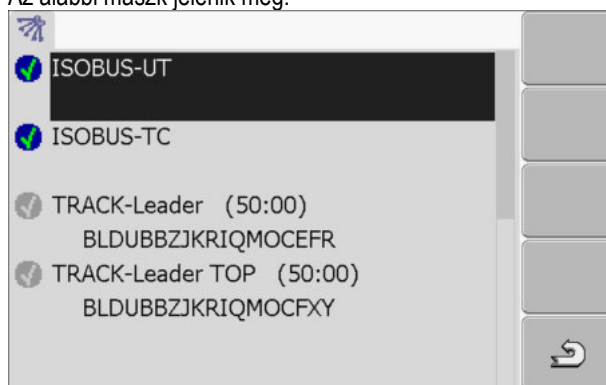 Az alábbi maszk jelenik meg:
ISOBUS-UT
ISOBUS-TC
TRACK-Leader (50:00)
BLDUBBZJKRIQMOCEFR
TRACK-Leader TOP (50:00)
BLDUBBZJKRIQMOCFXY